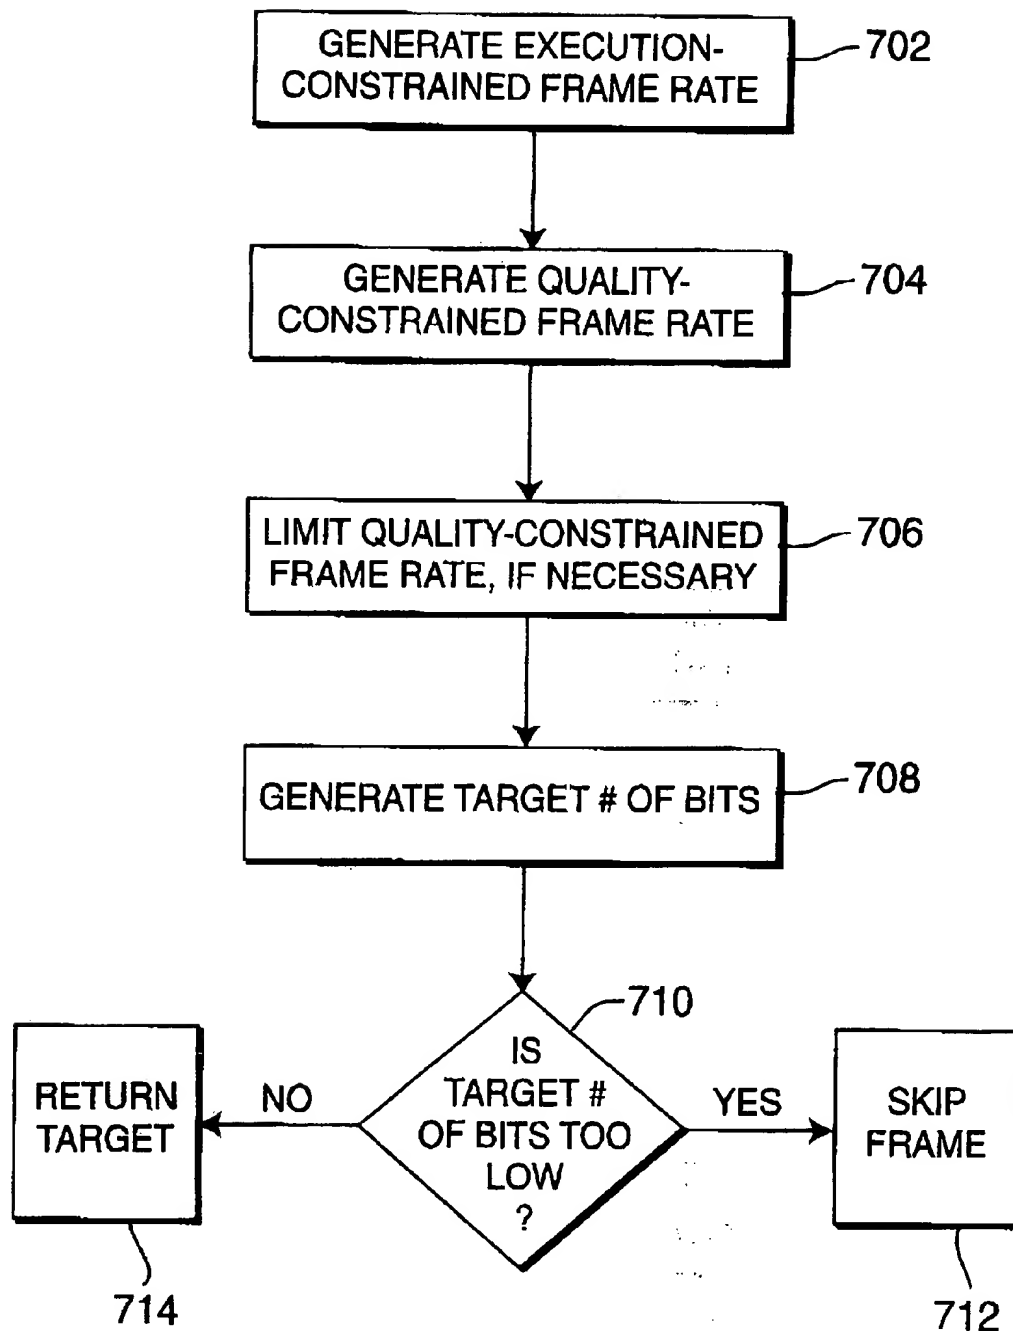 GENERATE EXECUTION-
CONSTRAINED FRAME RATE
702
GENERATE QUALITY-
CONSTRAINED FRAME RATE
704
LIMIT QUALITY-CONSTRAINED
FRAME RATE, IF NECESSARY
706
GENERATE TARGET # OF BITS
708
710
IS
TARGET #
OF BITS TOO
LOW
?
NO
YES
RETURN
TARGET
714
SKIP
FRAME
712